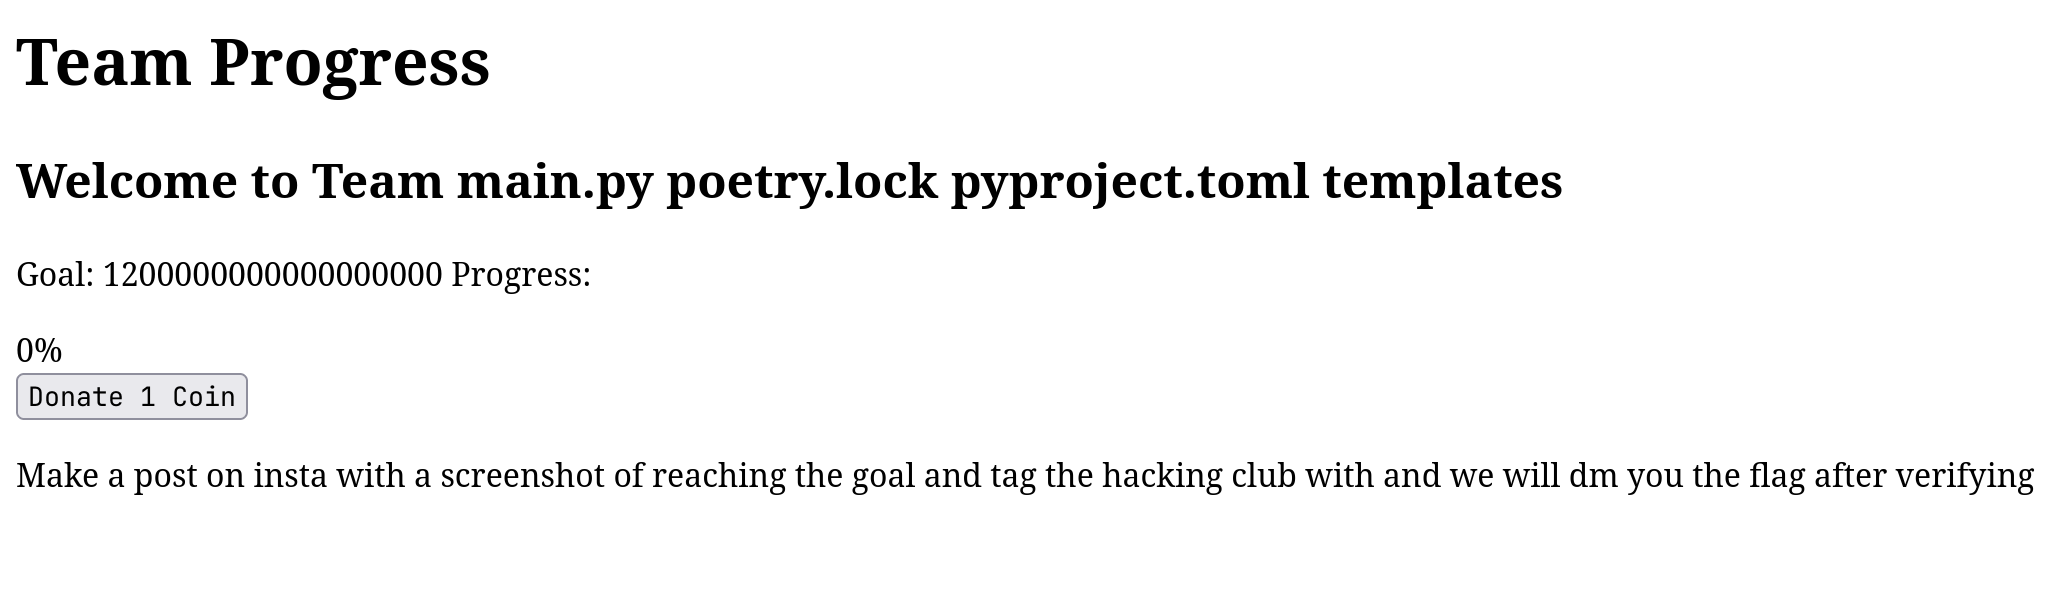 Team Progress
Welcome to Team main.py poetry.lock pyproject.toml templates
Goal: 1200000000000000000 Progress:
0%
Donate 1 Coin
Make a post on insta with a screenshot of reaching the goal and tag the hacking club with and we will dm you the flag after verifying